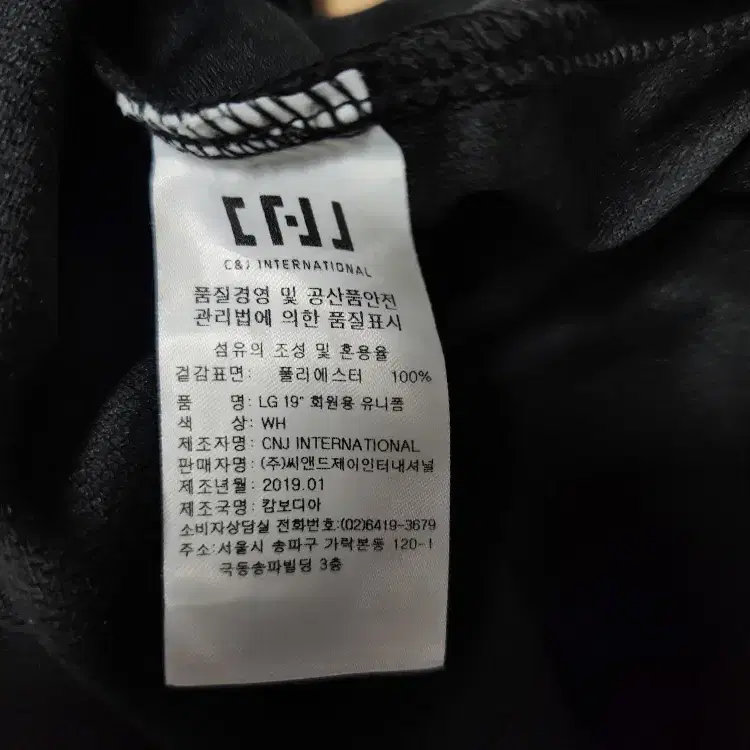 CNJ
C&J INTERNATIONAL
품질경영 및 공산품안전
관리법에 의한 품질표시
섬유의 조성 및 혼용율
겉감표면: 폴리에스터 100%
품 명: LG 19" 회원용 유니폼
색 상: WH
제조자명: CNJ INTERNATIONAL
판매자명: (주)씨앤드제이인터내셔널
제조년월: 2019.01
제조국명: 캄보디아
소비자상담실 전화번호:(02)6419-3679
주소:서울시 송파구 가락본동 120-1
국동송파빌딩 3층